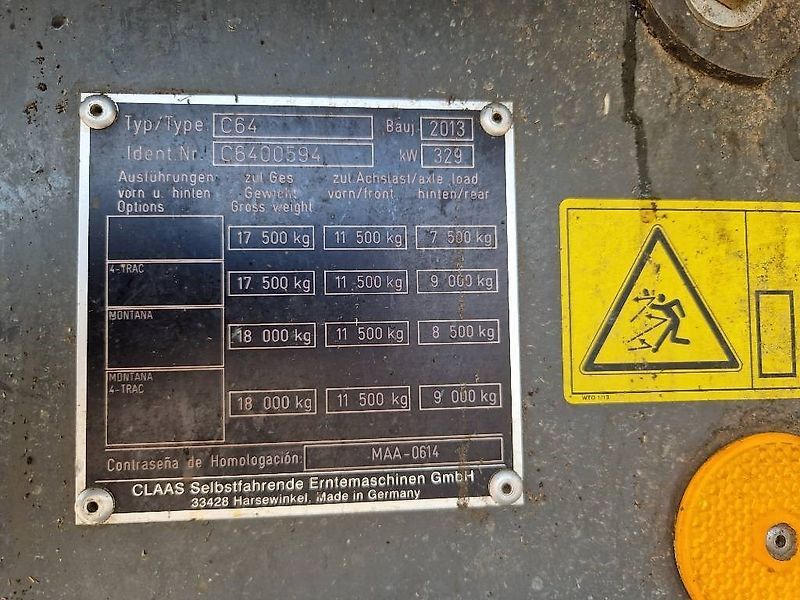 Typ/Type C64 Bauj. 2013
Ident.Nr. C6400594 kW 329
Ausführungen zul.Ges. zul.Achslast/axle load
vorn u. hinten Gewicht vorn/front hinten/rear
Options Gross weight
17 500 kg 11 500 kg 7 500 kg
4-TRAC
17 500 kg 11 500 kg 9 000 kg
MONTANA
18 000 kg 11 500 kg 8 500 kg
MONTANA
4-TRAC
18 000 kg 11 500 kg 9 000 kg
Contraseña de Homologación: MAA-0614
CLAAS Selbstfahrende Erntemaschinen GmbH
33428 Harsewinkel, Made in Germany